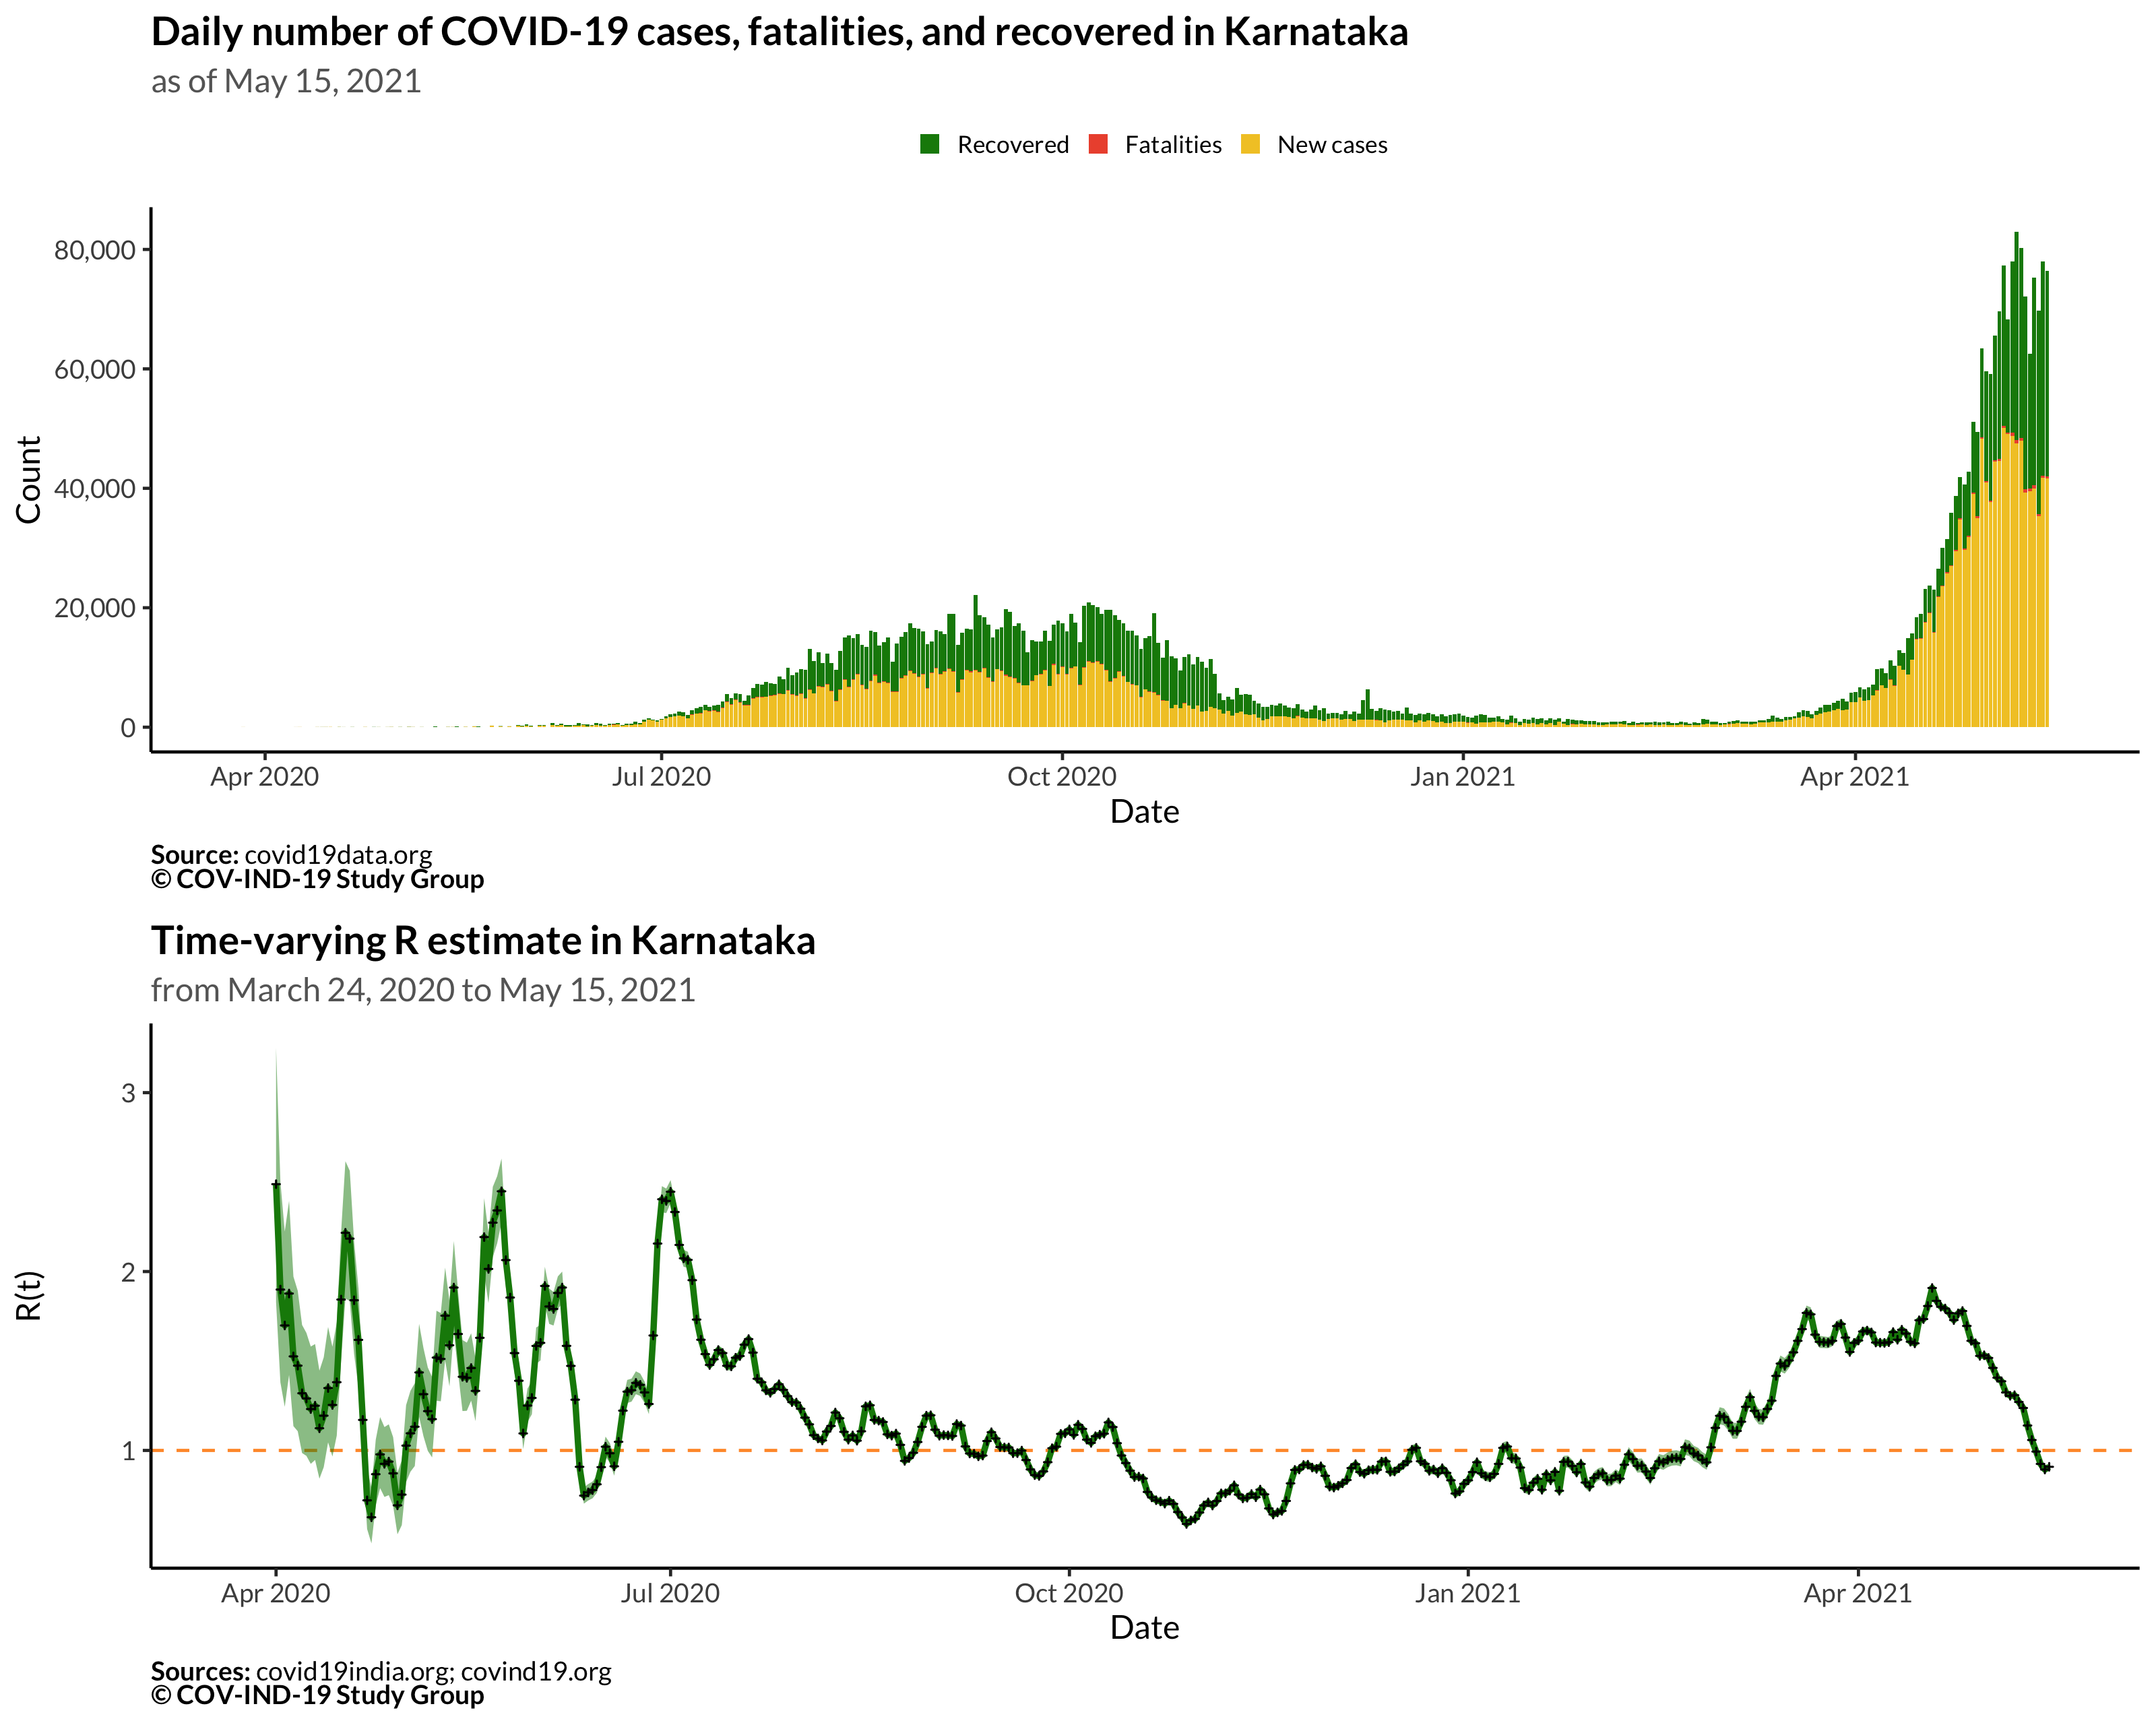 Daily number of COVID-19 cases, fatalities, and recovered in Karnataka
as of May 15, 2021
Recovered Fatalities New cases
80,000
60,000
40,000
20,000
0
Count
Apr 2020 Jul 2020 Oct 2020 Jan 2021 Apr 2021
Date
Source: covid19data.org
© COV-IND-19 Study Group
Time-varying R estimate in Karnataka
from March 24, 2020 to May 15, 2021
3
2
1
R(t)
Apr 2020 Jul 2020 Oct 2020 Jan 2021 Apr 2021
Date
Sources: covid19india.org; covind19.org
© COV-IND-19 Study Group